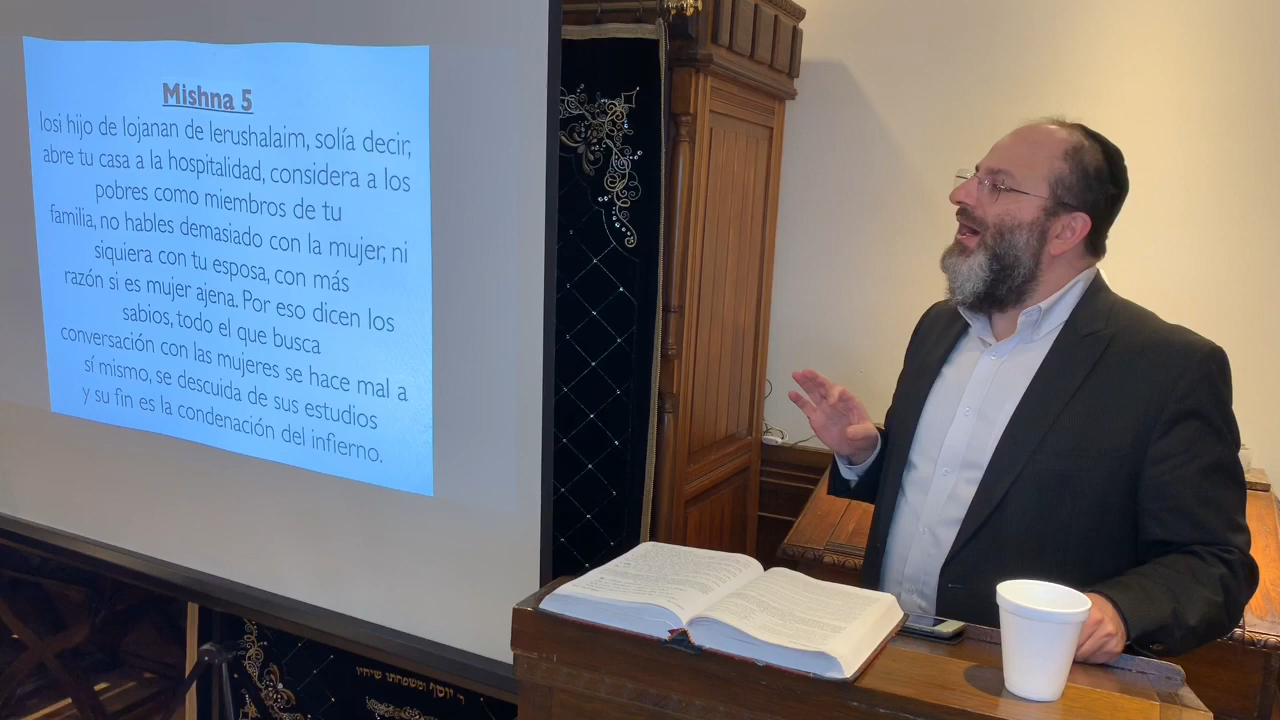 Mishna 5
Iosi hijo de Iojanan de Ierushalaim, solía decir,
abre tu casa a la hospitalidad, considera a los
pobres como miembros de tu
familia, no hables demasiado con la mujer, ni
siquiera con tu esposa, con más
razón si es mujer ajena. Por eso dicen los
sabios, todo el que busca
conversación con las mujeres se hace mal a
sí mismo, se descuida de sus estudios
y su fin es la condenación del infierno.
ר' יוסף ומשפחתו שיחיו